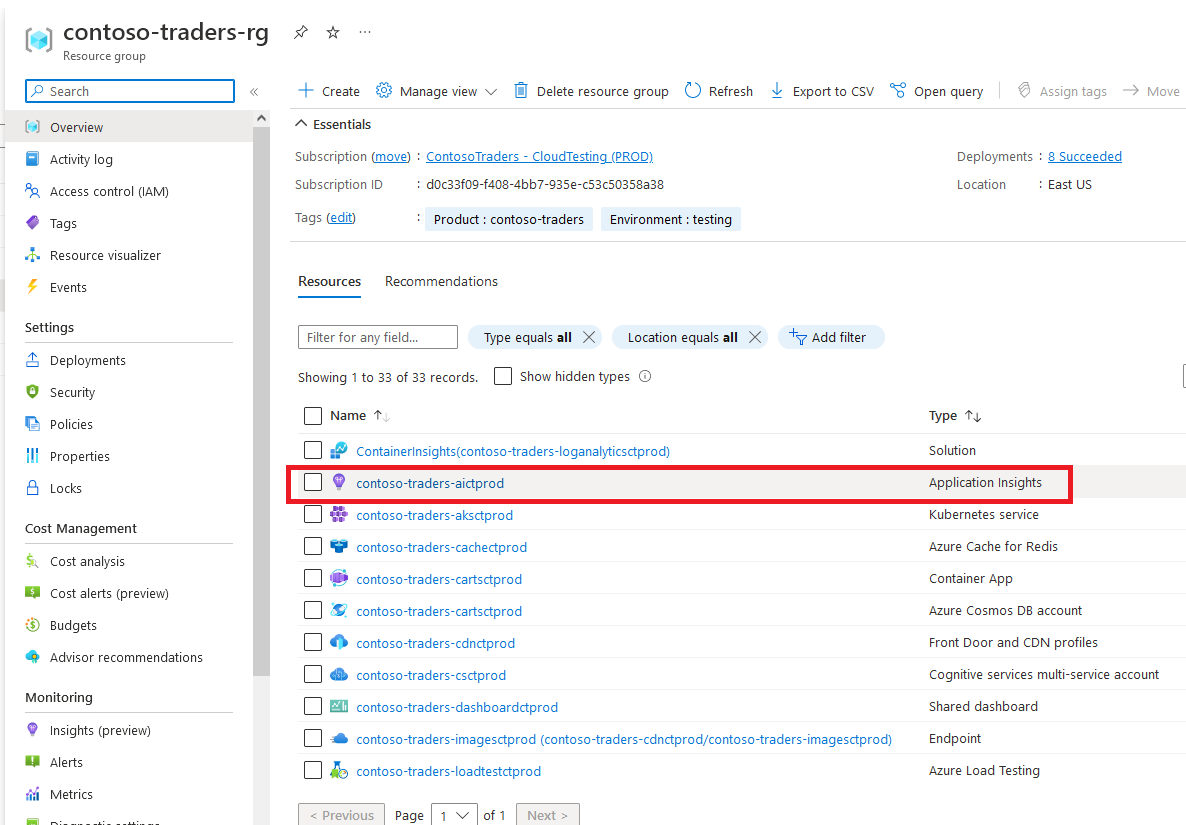 contoso-traders-rg
Resource group
Search
Overview
Activity log
Access control (IAM)
Tags
Resource visualizer
Events
Settings
Deployments
Security
Policies
Properties
Locks
Cost Management
Cost analysis
Cost alerts (preview)
Budgets
Advisor recommendations
Monitoring
Insights (preview)
Alerts
Metrics
Diagnostic settings
Create Manage view Delete resource group Refresh Export to CSV Open query Assign tags Move
Essentials
Subscription (move) : ContosoTraders - CloudTesting (PROD) Deployments : 8 Succeeded
Subscription ID : d0c33f09-f408-4bb7-935e-c53c50358a38 Location : East US
Tags (edit) : Product : contoso-traders Environment : testing
Resources Recommendations
Filter for any field... Type equals all Location equals all Add filter
Showing 1 to 33 of 33 records. Show hidden types
Name Type
ContainerInsights(contoso-traders-loganalyticsctprod) Solution
contoso-traders-aictprod Application Insights
contoso-traders-aksctprod Kubernetes service
contoso-traders-cachectprod Azure Cache for Redis
contoso-traders-cartsctprod Container App
contoso-traders-cartsctprod Azure Cosmos DB account
contoso-traders-cdnctprod Front Door and CDN profiles
contoso-traders-csctprod Cognitive services multi-service account
contoso-traders-dashboardctprod Shared dashboard
contoso-traders-imagesctprod (contoso-traders-cdnctprod/contoso-traders-imagesctprod) Endpoint
contoso-traders-loadtestctprod Azure Load Testing
< Previous Page 1 of 1 Next >